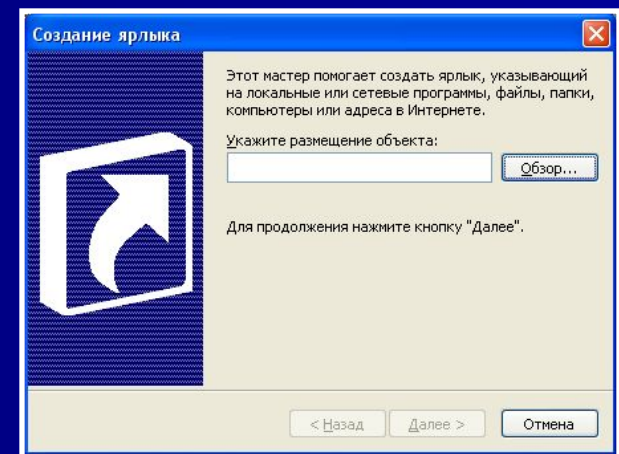 Создание ярлыка
Этот мастер помогает создать ярлык, указывающий
на локальные или сетевые программы, файлы, папки,
компьютеры или адреса в Интернете.
Укажите размещение объекта:
Обзор...
Для продолжения нажмите кнопку "Далее".
< Назад Далее > Отмена